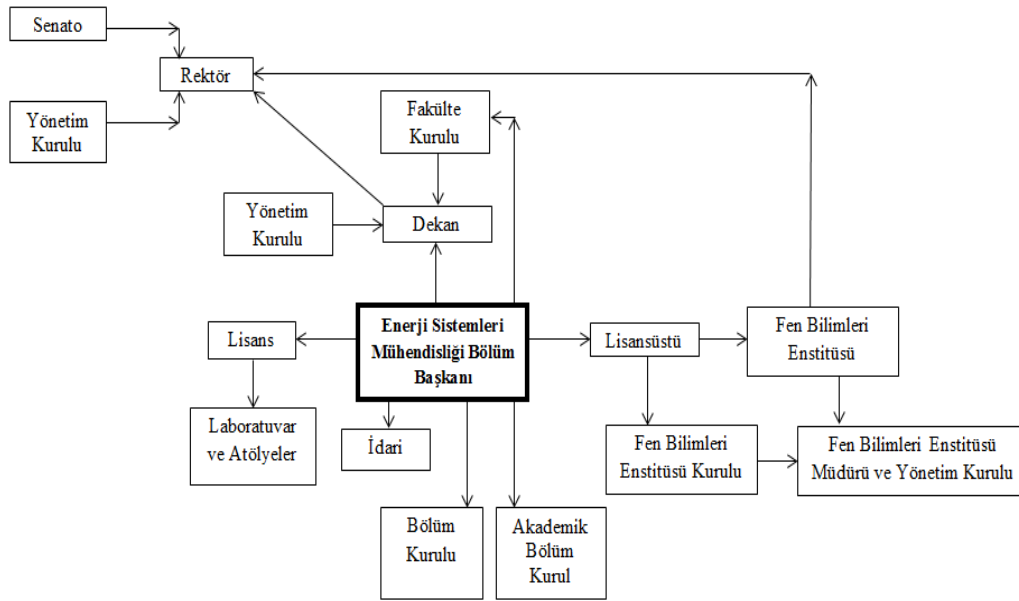 Senato
Rektör
Yönetim
Kurulu
Fakülte
Kurulu
Yönetim
Kurulu
Dekan
Enerji Sistemleri
Mühendisliği Bölüm
Başkanı
Lisans
Lisansüstü
Fen Bilimleri
Enstitüsü
Laboratuvar
ve Atölyeler
İdari
Fen Bilimleri
Enstitüsü Kurulu
Fen Bilimleri Enstitüsü
Müdürü ve Yönetim Kurulu
Bölüm
Kurulu
Akademik
Bölüm
Kurul